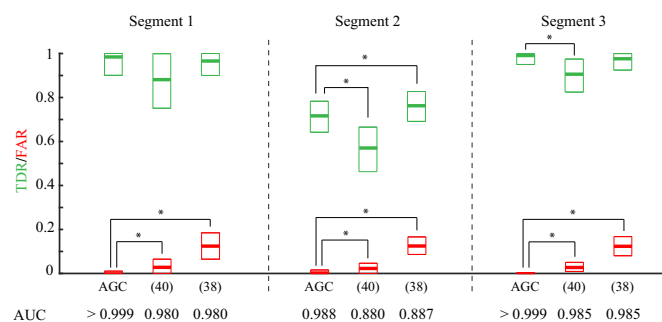 Segment 1 Segment 2 Segment 3
* * *
1
0.8
0.6
0.4
0.2
0
TDR/FAR
* * *
* * *
AGC (40) (38) AGC (40) (38) AGC (40) (38)
AUC > 0.999 0.980 0.980 0.988 0.880 0.887 > 0.999 0.985 0.985